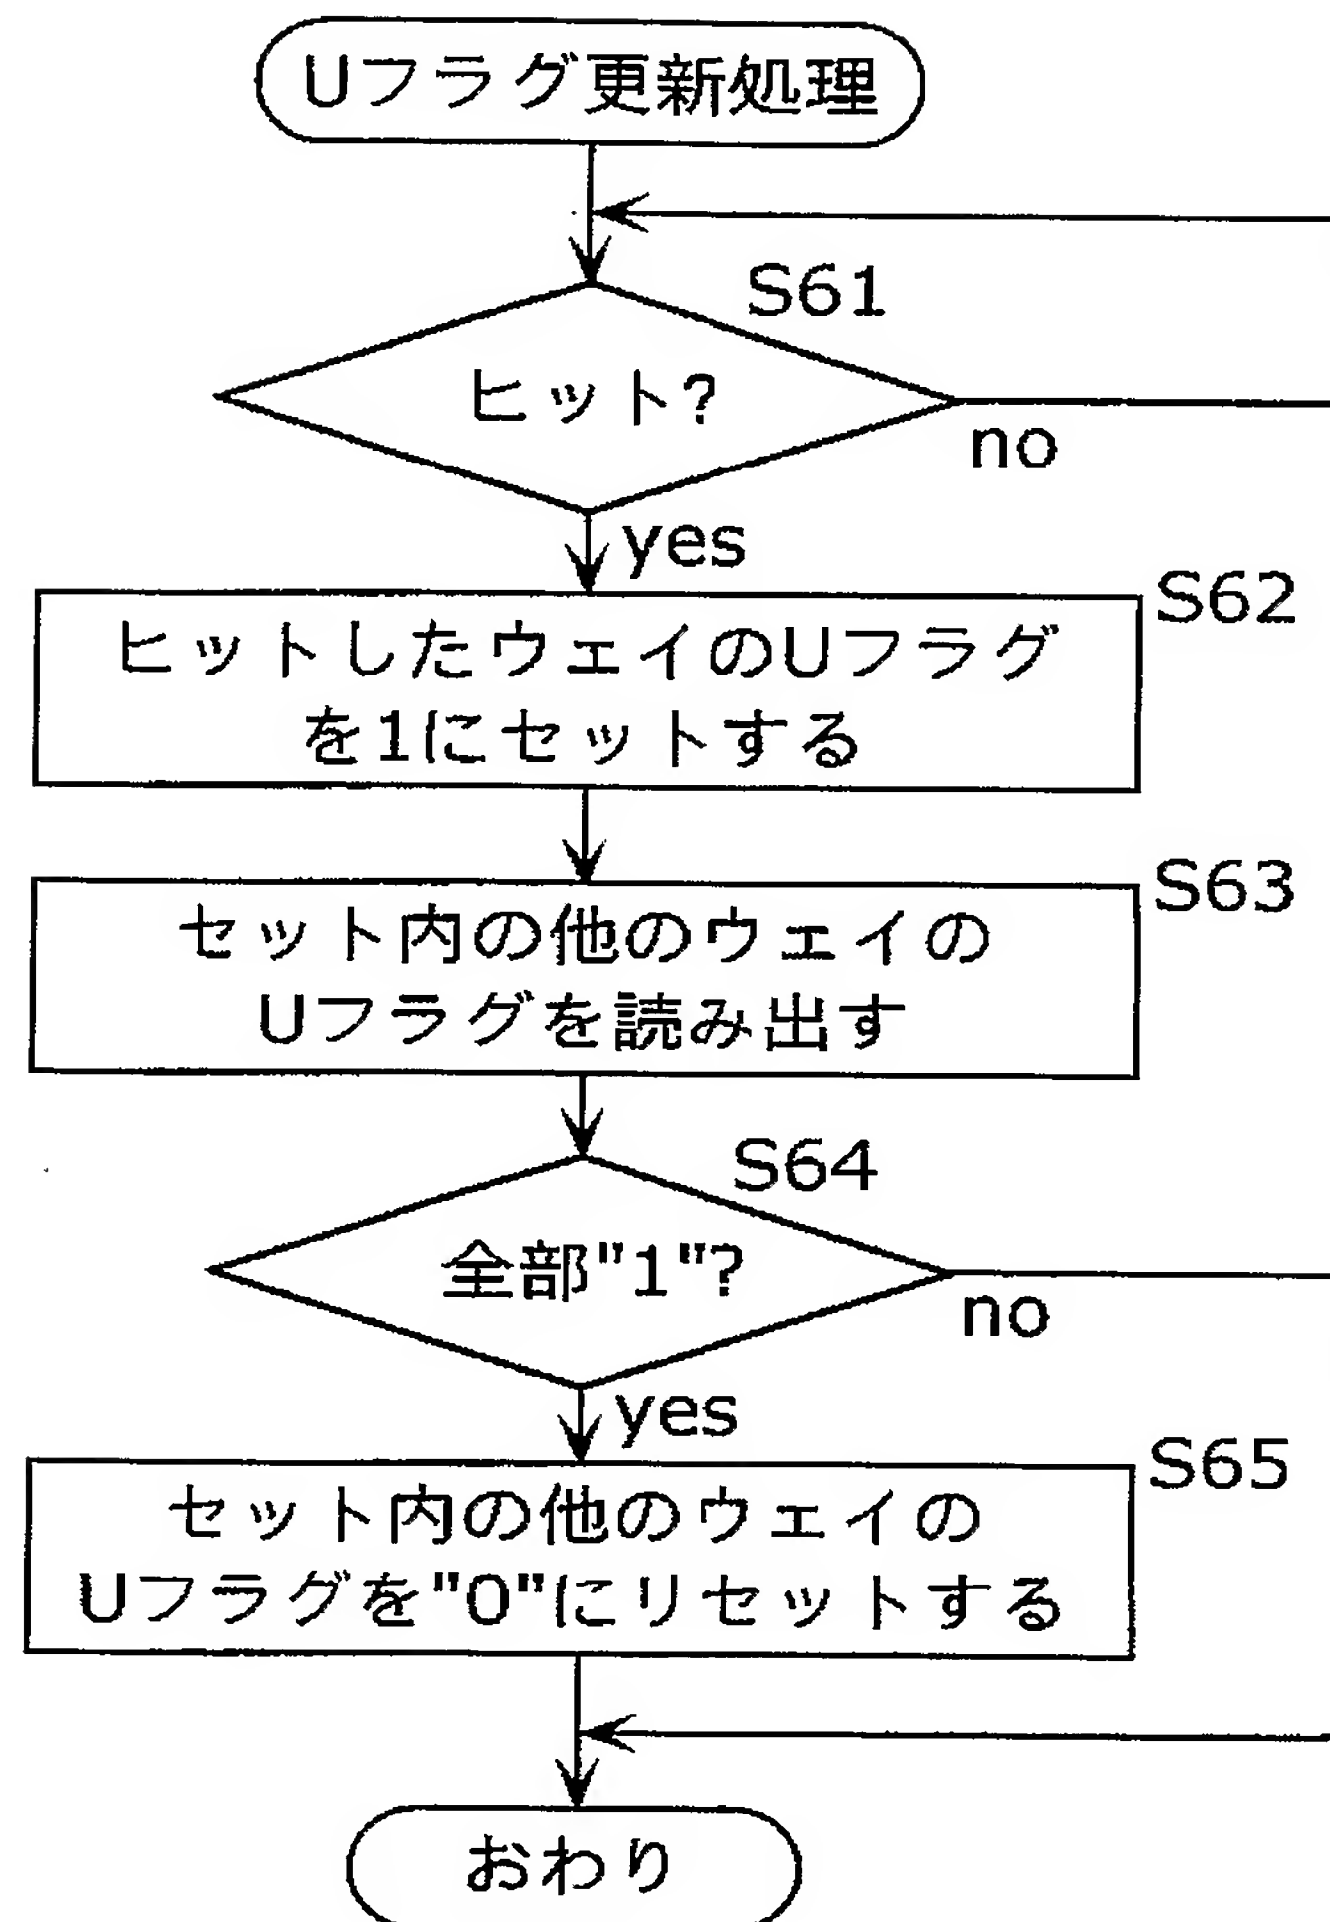 Uフラグ更新処理
S61
ヒット?
no
yes
S62
ヒットしたウェイのUフラグ
を1にセットする
S63
セット内の他のウェイの
Uフラグを読み出す
S64
全部"1"?
no
yes
S65
セット内の他のウェイの
Uフラグを"0"にリセットする
おわり